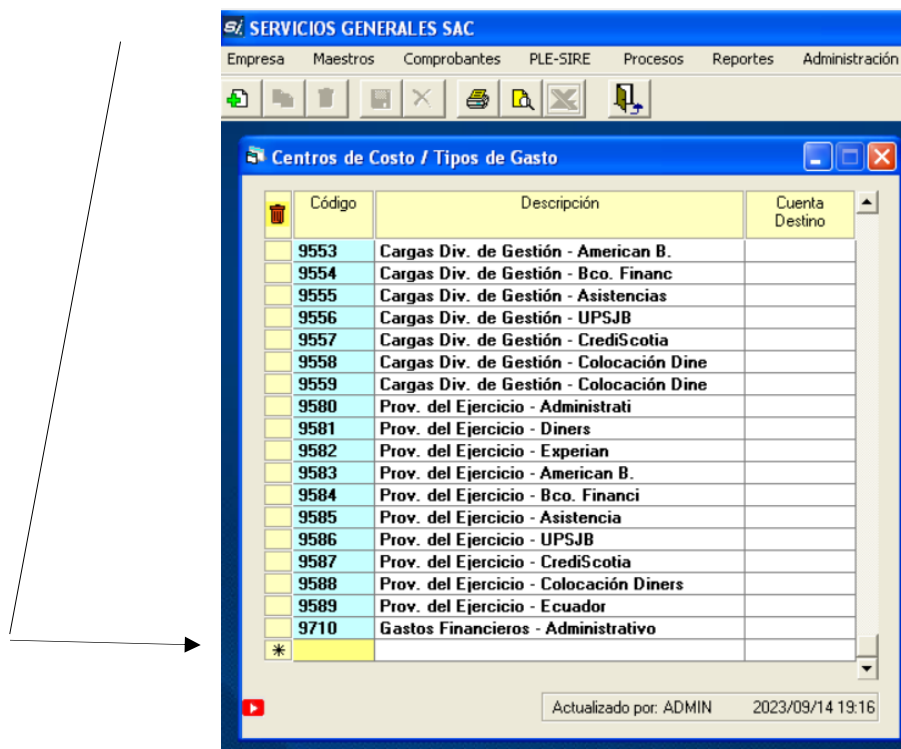 Si. SERVICIOS GENERALES SAC
Empresa Maestros Comprobantes PLE-SIRE Procesos Reportes Administración
Centros de Costo / Tipos de Gasto
Código Descripción Cuenta
Destino
9553 Cargas Div. de Gestión - American B.
9554 Cargas Div. de Gestión - Bco. Financ
9555 Cargas Div. de Gestión - Asistencias
9556 Cargas Div. de Gestión - UPSJB
9557 Cargas Div. de Gestión - CrediScotia
9558 Cargas Div. de Gestión - Colocación Dine
9559 Cargas Div. de Gestión - Colocación Dine
9580 Prov. del Ejercicio - Administrati
9581 Prov. del Ejercicio - Diners
9582 Prov. del Ejercicio - Experian
9583 Prov. del Ejercicio - American B.
9584 Prov. del Ejercicio - Bco. Financi
9585 Prov. del Ejercicio - Asistencia
9586 Prov. del Ejercicio - UPSJB
9587 Prov. del Ejercicio - CrediScotia
9588 Prov. del Ejercicio - Colocación Diners
9589 Prov. del Ejercicio - Ecuador
9710 Gastos Financieros - Administrativo
*
Actualizado por: ADMIN 2023/09/14 19:16